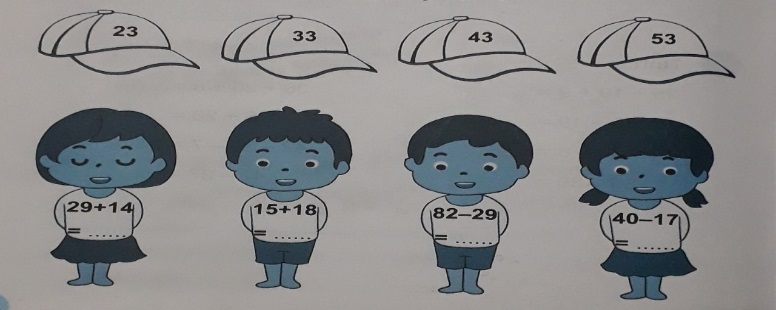 23 33 43 53
29+14 15+18 82–29 40–17
=........ =........ =........ =........